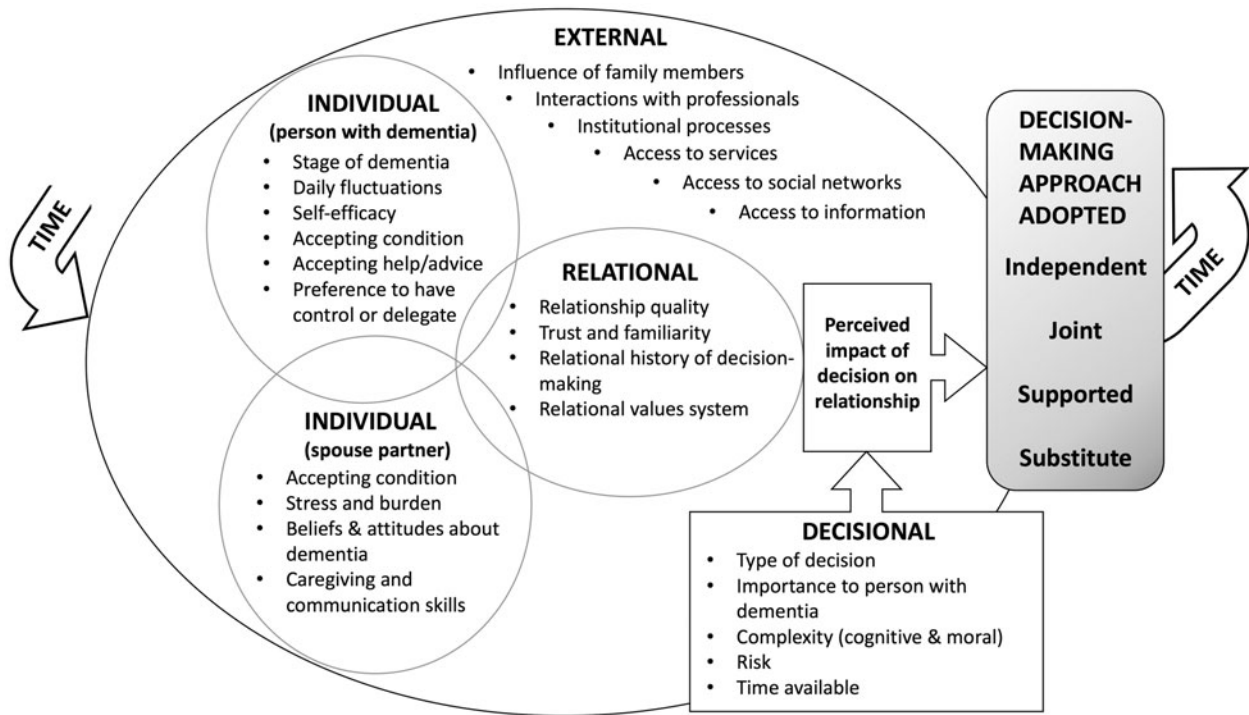 EXTERNAL
• Influence of family members
• Interactions with professionals
• Institutional processes
• Access to services
• Access to social networks
• Access to information
INDIVIDUAL
(person with dementia)
• Stage of dementia
• Daily fluctuations
• Self-efficacy
• Accepting condition
• Accepting help/advice
• Preference to have
control or delegate
TIME
RELATIONAL
• Relationship quality
• Trust and familiarity
• Relational history of decision-
making
• Relational values system
INDIVIDUAL
(spouse partner)
• Accepting condition
• Stress and burden
• Beliefs & attitudes about
dementia
• Caregiving and
communication skills
Perceived
impact of
decision on
relationship
DECISIONAL
• Type of decision
• Importance to person with
dementia
• Complexity (cognitive & moral)
• Risk
• Time available
DECISION-
MAKING
APPROACH
ADOPTED
Independent
Joint
Supported
Substitute
TIME